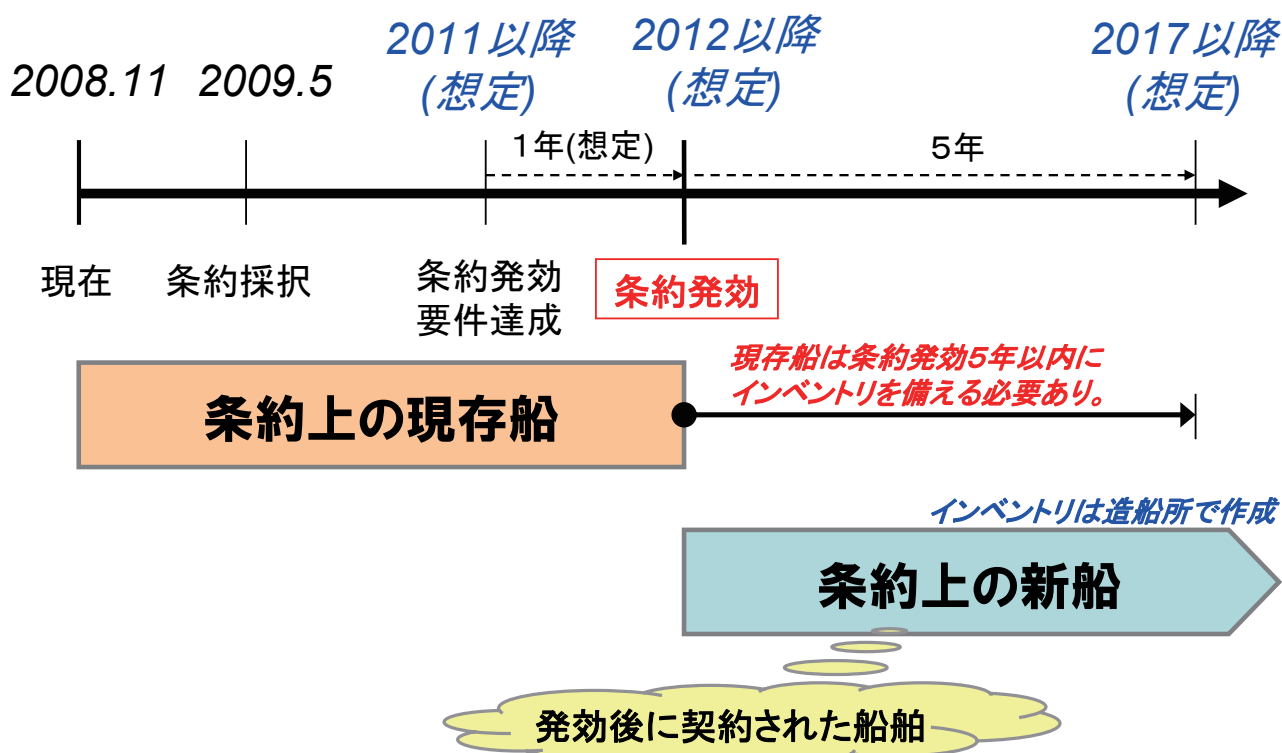 2008.11
2009.5
2011以降
(想定)
2012以降
(想定)
2017以降
(想定)
1年(想定)
5年
現在
条約採択
条約発効
要件達成
条約発効
現存船は条約発効5年以内に
インベントリを備える必要あり。
条約上の現存船
インベントリは造船所で作成
条約上の新船
発効後に契約された船舶